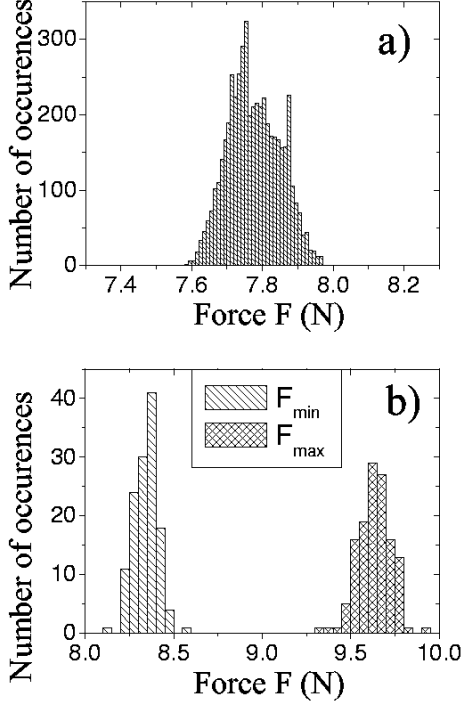 a)
Number of occurences
300
200
100
0
7.4 7.6 7.8 8.0 8.2
Force F (N)
b)
F_min
F_max
Number of occurences
40
30
20
10
0
8.0 8.5 9.0 9.5 10.0
Force F (N)